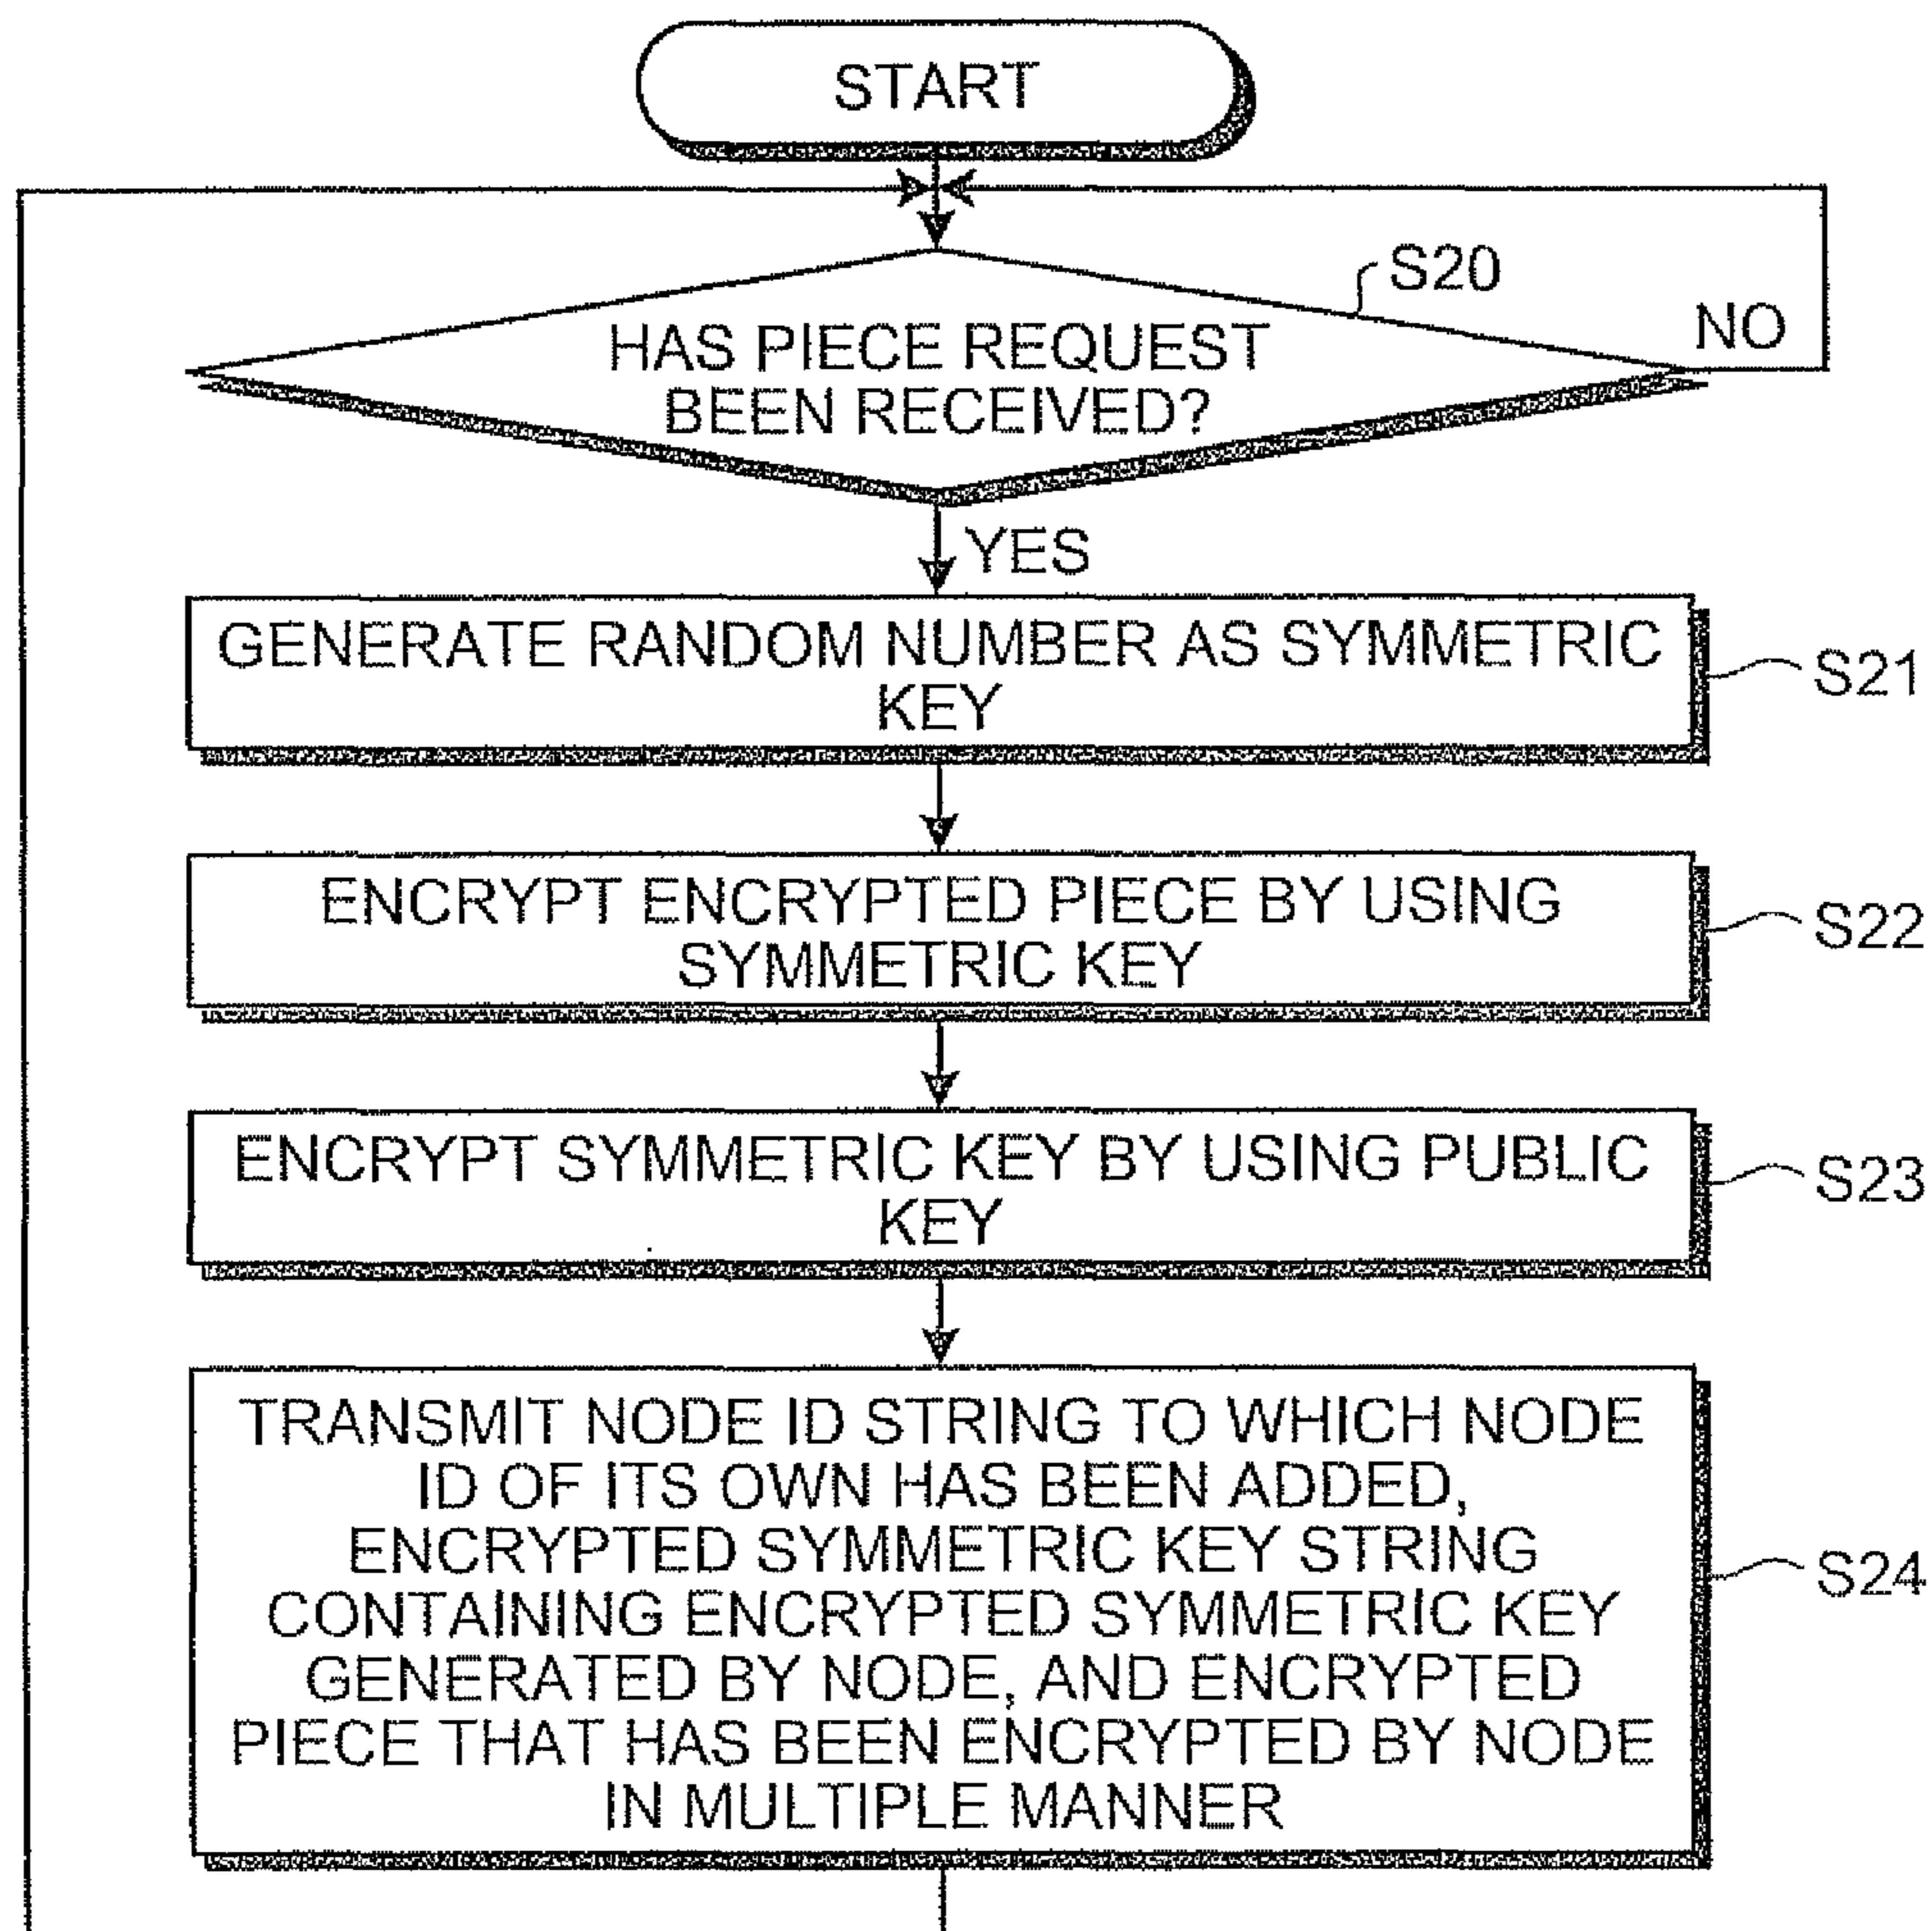 START
S20
NO
HAS PIECE REQUEST
BEEN RECEIVED?
YES
GENERATE RANDOM NUMBER AS SYMMETRIC
KEY
S21
ENCRYPT ENCRYPTED PIECE BY USING
SYMMETRIC KEY
S22
ENCRYPT SYMMETRIC KEY BY USING PUBLIC
KEY
S23
TRANSMIT NODE ID STRING TO WHICH NODE
ID OF ITS OWN HAS BEEN ADDED,
ENCRYPTED SYMMETRIC KEY STRING
CONTAINING ENCRYPTED SYMMETRIC KEY
GENERATED BY NODE, AND ENCRYPTED
PIECE THAT HAS BEEN ENCRYPTED BY NODE
IN MULTIPLE MANNER
S24